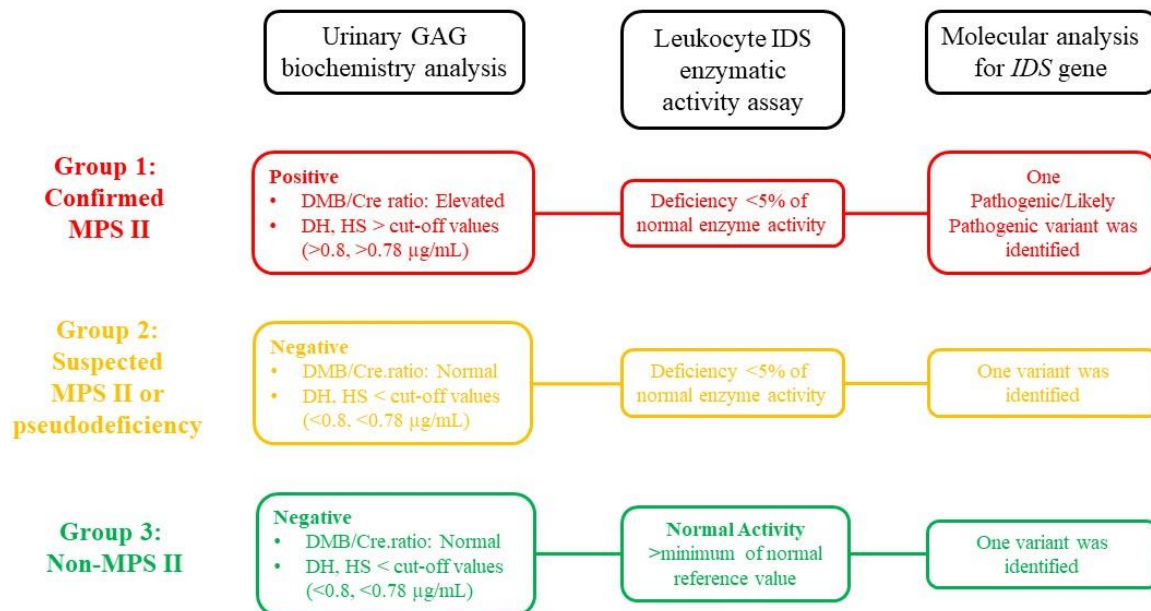 Urinary GAG
biochemistry analysis
Leukocyte IDS
enzymatic
activity assay
Molecular analysis
for IDS gene
Group 1:
Confirmed
MPS II
Positive
• DMB/Cre ratio: Elevated
• DH, HS > cut-off values
(>0.8, >0.78 µg/mL)
Deficiency <5% of
normal enzyme activity
One
Pathogenic/Likely
Pathogenic variant was
identified
Group 2:
Suspected
MPS II or
pseudodeficiency
Negative
• DMB/Cre.ratio: Normal
• DH, HS < cut-off values
(<0.8, <0.78 µg/mL)
Deficiency <5% of
normal enzyme activity
One variant was
identified
Group 3:
Non-MPS II
Negative
• DMB/Cre.ratio: Normal
• DH, HS < cut-off values
(<0.8, <0.78 µg/mL)
Normal Activity
>minimum of normal
reference value
One variant was
identified